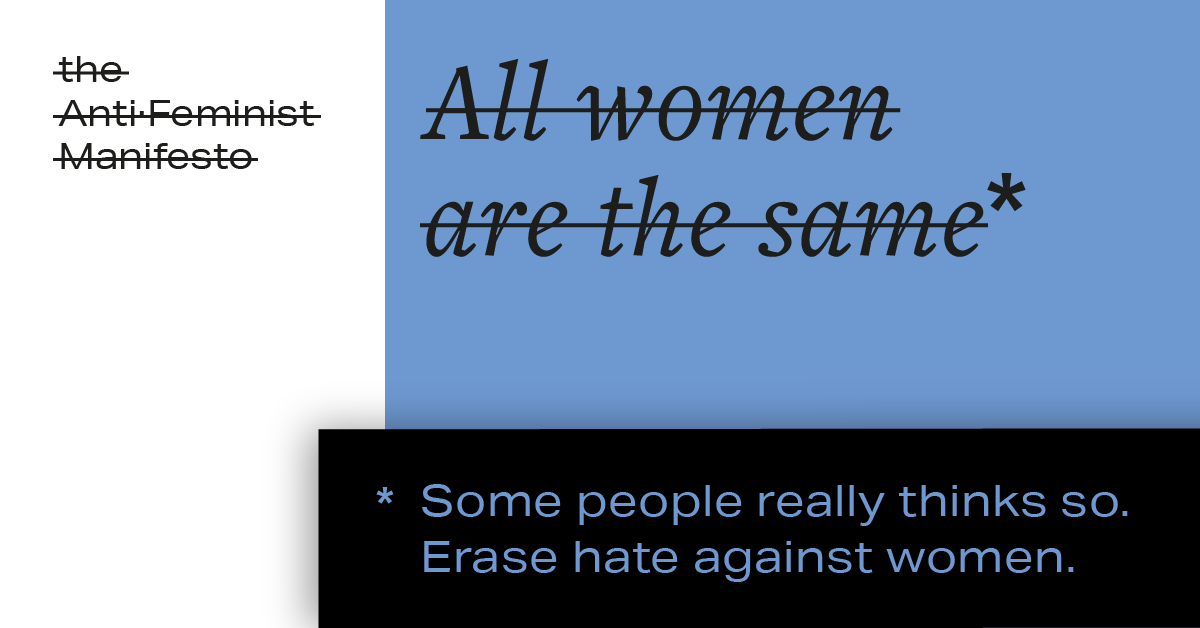 the
Anti-Feminist
Manifesto
All women
are the same*
* Some people really thinks so.
Erase hate against women.